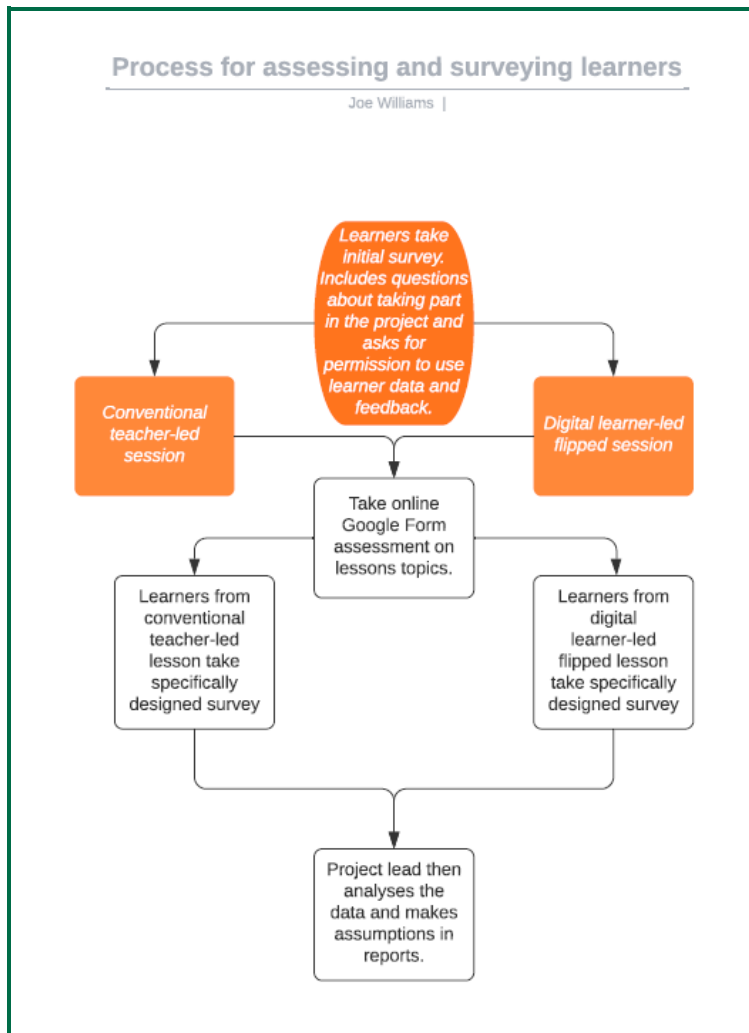 Process for assessing and surveying learners
Joe Williams |
Learners take
initial survey.
Includes questions
about taking part
in the project and
asks for
permission to use
learner data and
feedback.
Conventional
teacher-led
session
Digital learner-led
flipped session
Take online
Google Form
assessment on
lessons topics.
Learners from
conventional
teacher-led
lesson take
specifically
designed survey
Learners from
digital
learner-led
flipped lesson
take specifically
designed survey
Project lead then
analyses the
data and makes
assumptions in
reports.